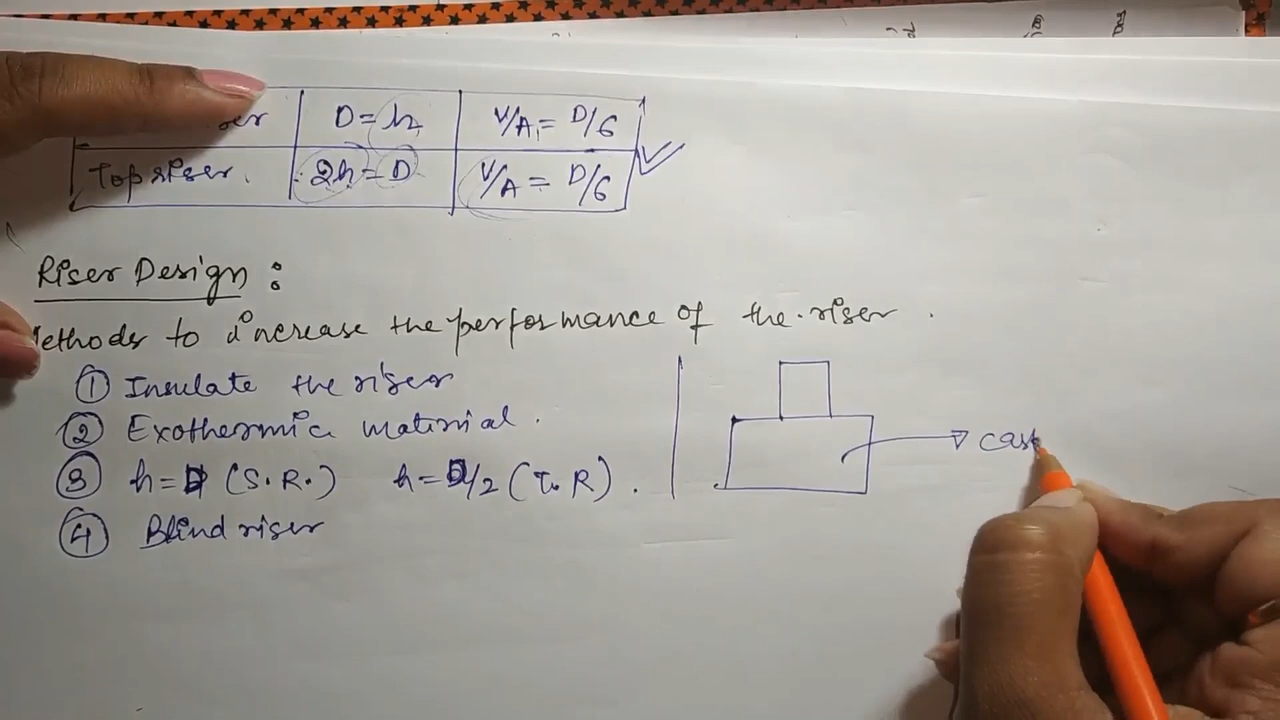 D = h V/A = D/6
Top riser. 2h = D V/A = D/6
Riser Design :
Methods to increase the performance of the riser.
① Insulate the riser
② Exothermic material.
③ h = D (S.R.) h = D/2 (T.R).
④ Blind riser
cast